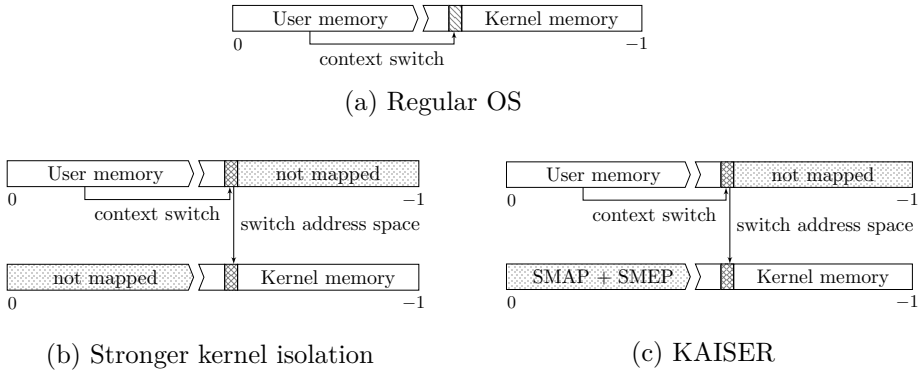 User memory Kernel memory
0 −1
context switch
(a) Regular OS
User memory not mapped
0 −1
context switch
switch address space
not mapped Kernel memory
0 −1
(b) Stronger kernel isolation
User memory not mapped
0 −1
context switch
switch address space
SMAP + SMEP Kernel memory
0 −1
(c) KAISER